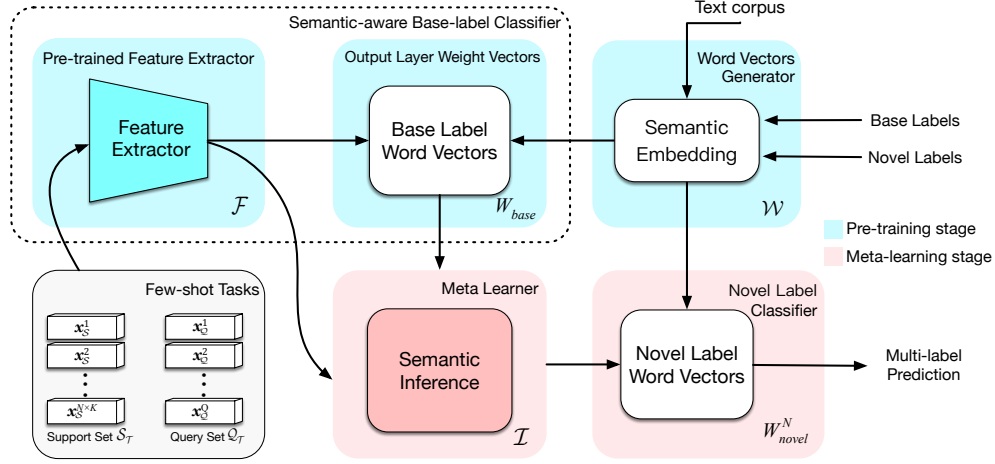 Text corpus
Semantic-aware Base-label Classifier
Pre-trained Feature Extractor
Output Layer Weight Vectors
Word Vectors
Generator
Feature
Extractor
Base Label
Word Vectors
Semantic
Embedding
Base Labels
Novel Labels
ℱ
W_base
𝒲
Pre-training stage
Meta-learning stage
Few-shot Tasks
Meta Learner
Novel Label
Classifier
x_𝒮^1
x_𝒬^1
x_𝒮^2
x_𝒬^2
x_𝒮^{N×K}
x_𝒬^Q
Semantic
Inference
Novel Label
Word Vectors
Multi-label
Prediction
Support Set 𝒮_𝒯
Query Set 𝒬_𝒯
ℐ
W_novel^N